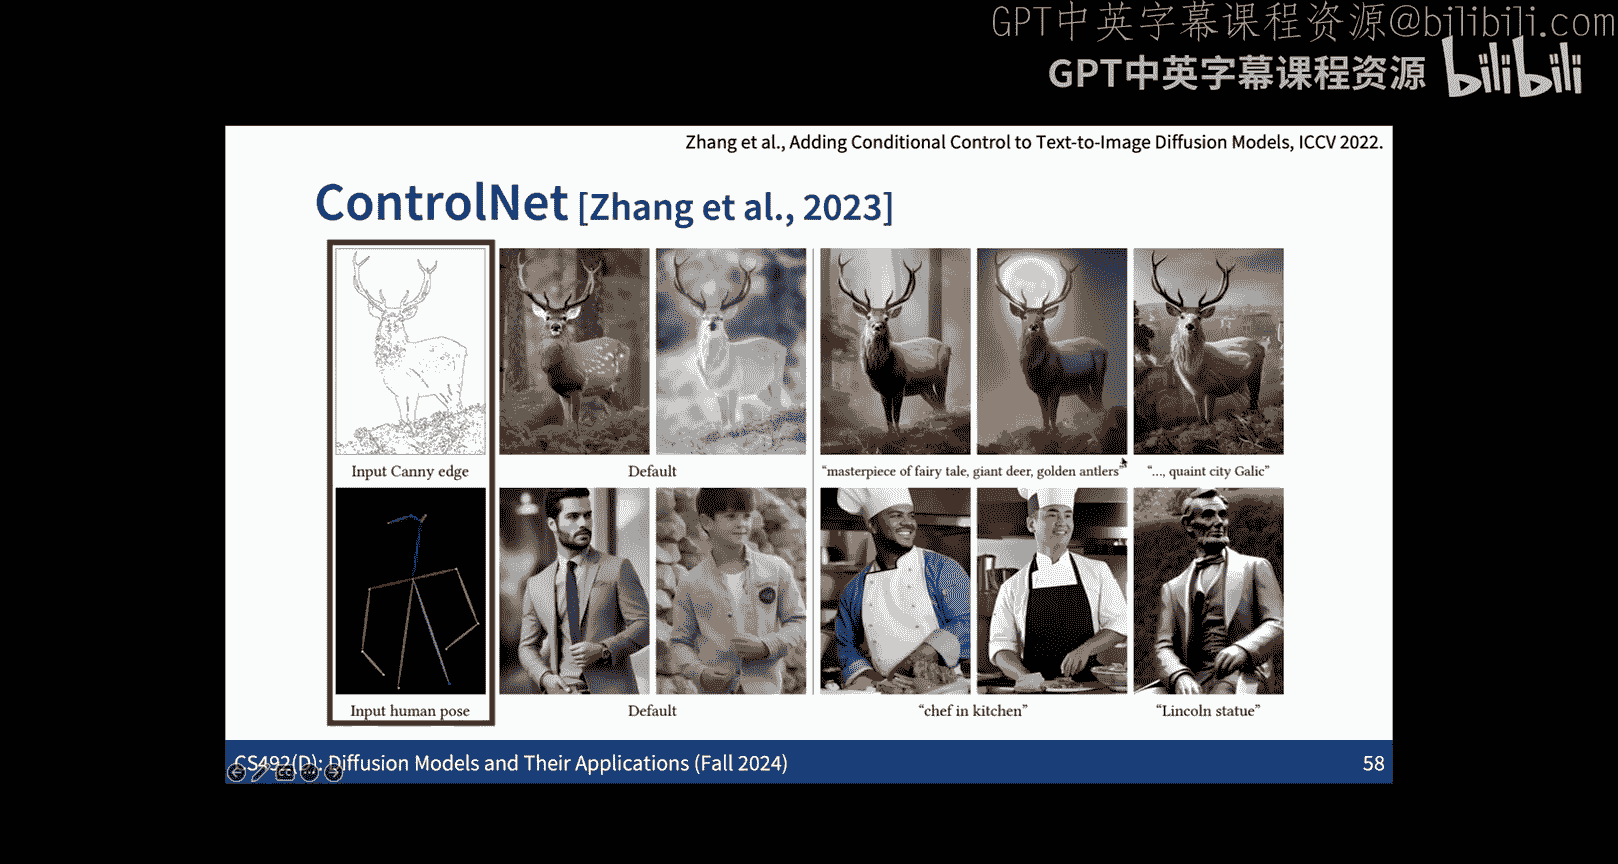 GPT中英字幕课程资源@bilibili.com
GPT中英字幕课程资源 bilibili
Zhang et al., Adding Conditional Control to Text-to-Image Diffusion Models, ICCV 2022.
ControlNet [Zhang et al., 2023]
Input Canny edge
Default
“masterpiece of fairy tale, giant deer, golden antlers”
“..., quaint city Galic”
Input human pose
Default
“chef in kitchen”
“Lincoln statue”
CS492(D): Diffusion Models and Their Applications (Fall 2024)
58